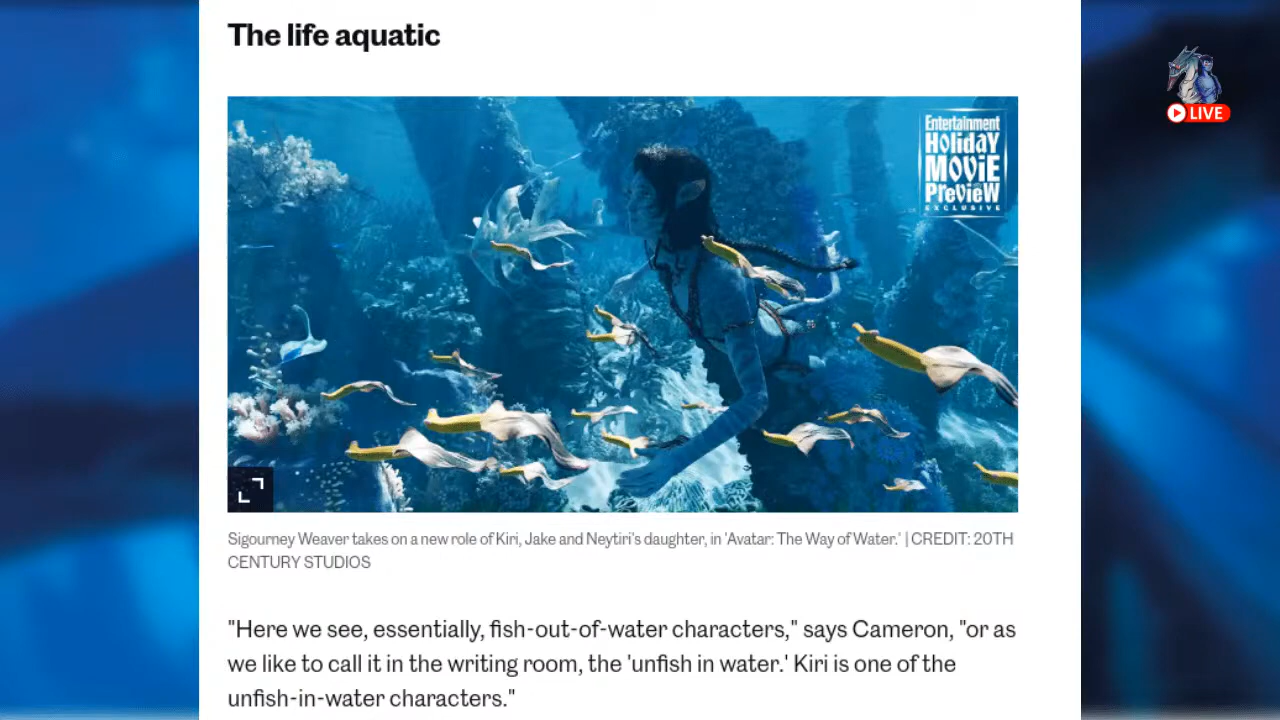 The life aquatic
Entertainment
HOLiDAY
MOViE
PREViEW
EXCLUSIVE
LIVE
Sigourney Weaver takes on a new role of Kiri, Jake and Neytiri's daughter, in 'Avatar: The Way of Water.' | CREDIT: 20TH
CENTURY STUDIOS
"Here we see, essentially, fish-out-of-water characters," says Cameron, "or as
we like to call it in the writing room, the 'unfish in water.' Kiri is one of the
unfish-in-water characters."